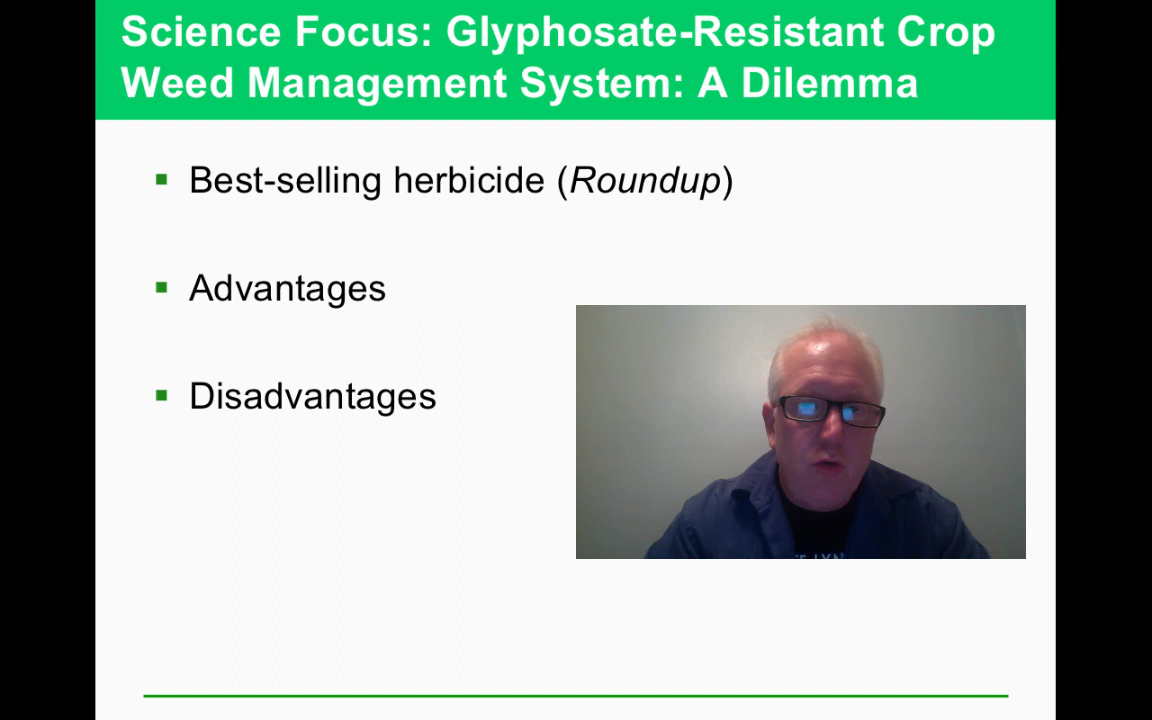 Science Focus: Glyphosate-Resistant Crop
Weed Management System: A Dilemma
Best-selling herbicide (Roundup)
Advantages
Disadvantages